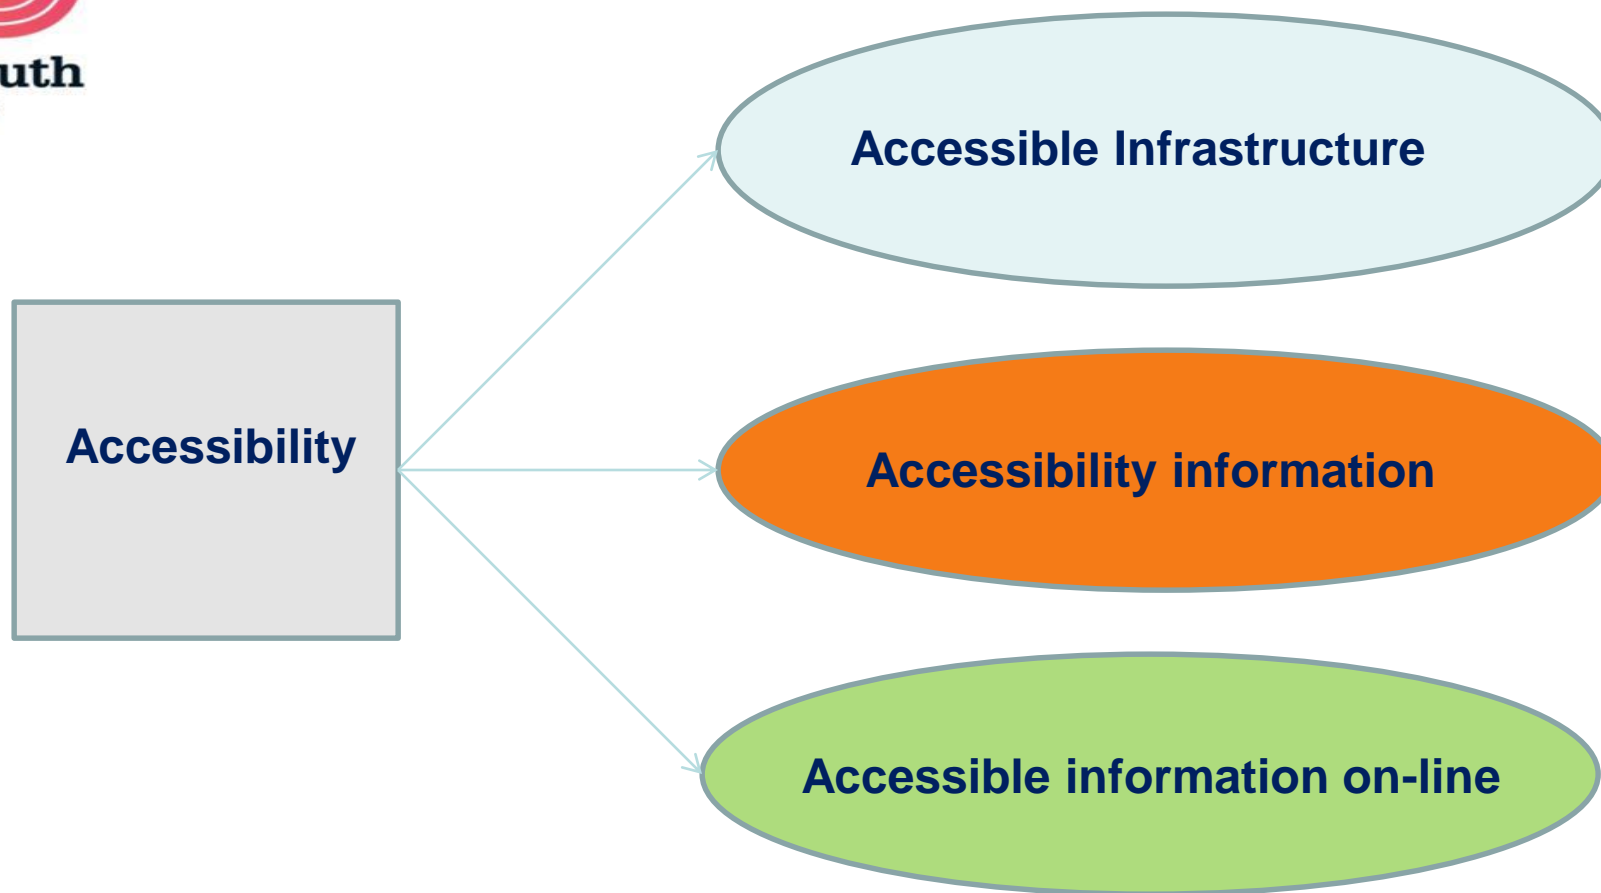 uth
Accessible Infrastructure
Accessibility
Accessibility information
Accessible information on-line